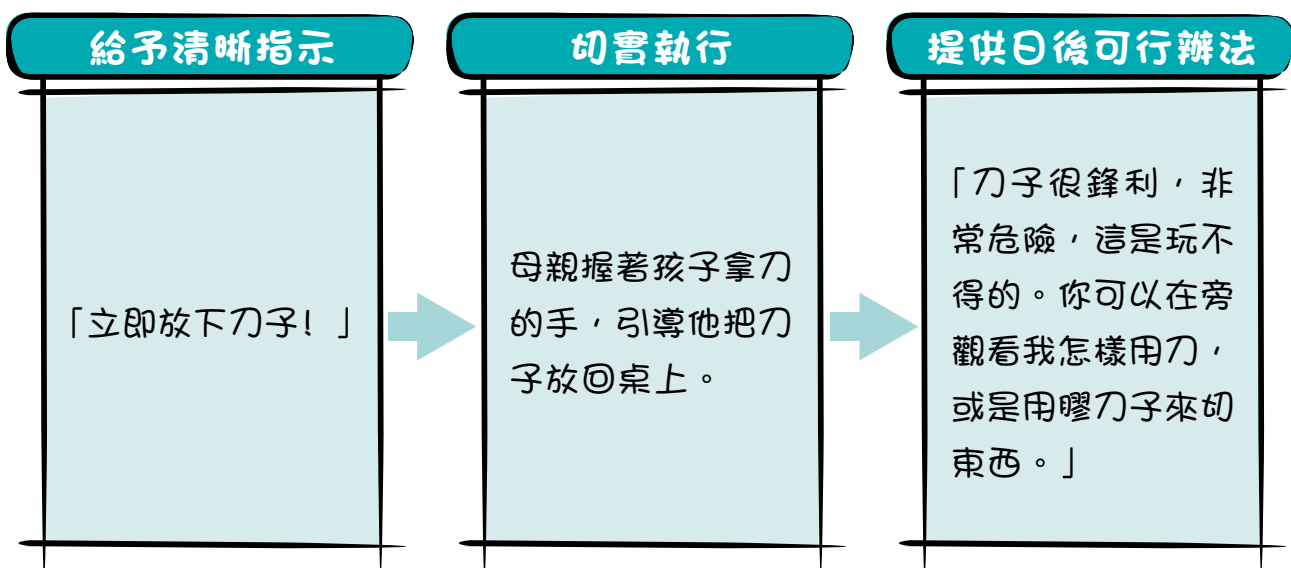 給予清晰指示
「立即放下刀子！」
切實執行
母親握著孩子拿刀
的手，引導他把刀
子放回桌上。
提供日後可行辦法
「刀子很鋒利，非
常危險，這是玩不
得的。你可以在旁
觀看我怎樣用刀，
或是用膠刀子來切
東西。」